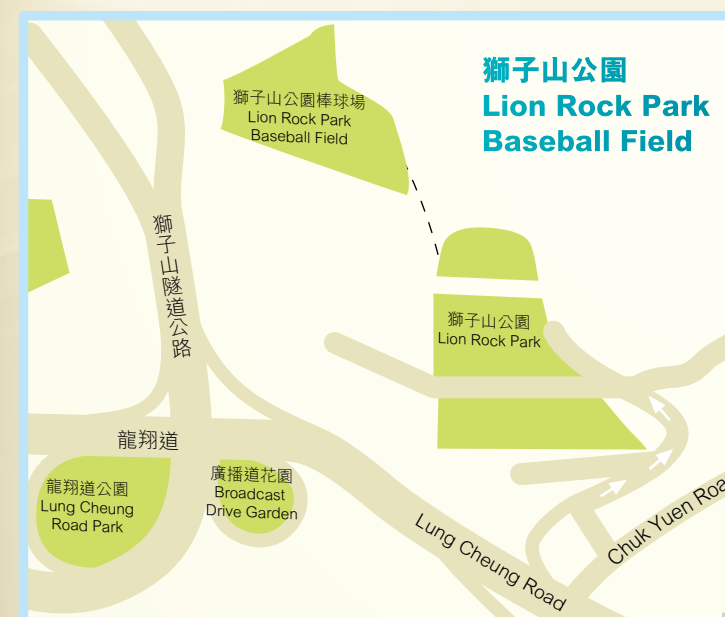 獅子山公園
Lion Rock Park
Baseball Field
獅子山公園棒球場
Lion Rock Park
Baseball Field
獅子山隧道公路
獅子山公園
Lion Rock Park
龍翔道
龍翔道公園
Lung Cheung
Road Park
廣播道花園
Broadcast
Drive Garden
Lung Cheung Road
Chuk Yuen Roa